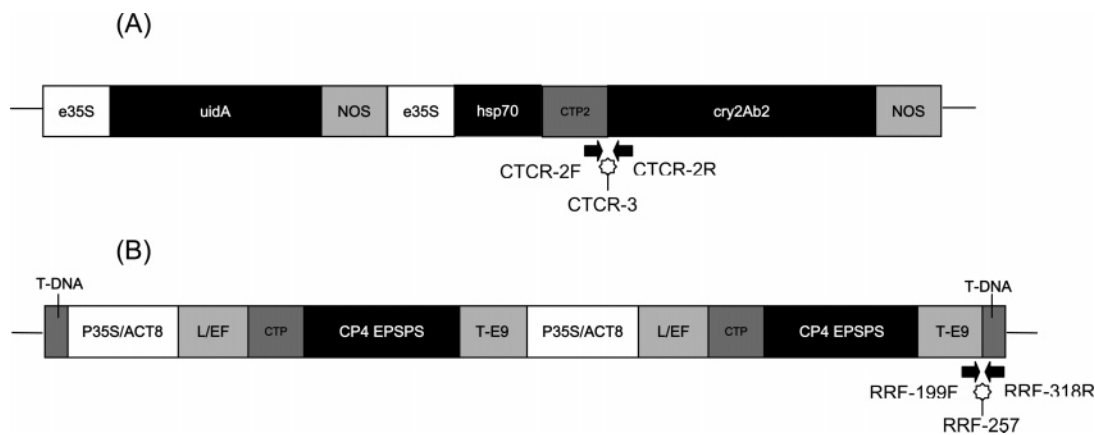 (A)
e35S uidA NOS e35S hsp70 CTP2 cry2Ab2 NOS
CTCR-2F CTCR-2R
CTCR-3
(B)
T-DNA T-DNA
P35S/ACT8 L/EF CTP CP4 EPSPS T-E9 P35S/ACT8 L/EF CTP CP4 EPSPS T-E9
RRF-199F RRF-318R
RRF-257